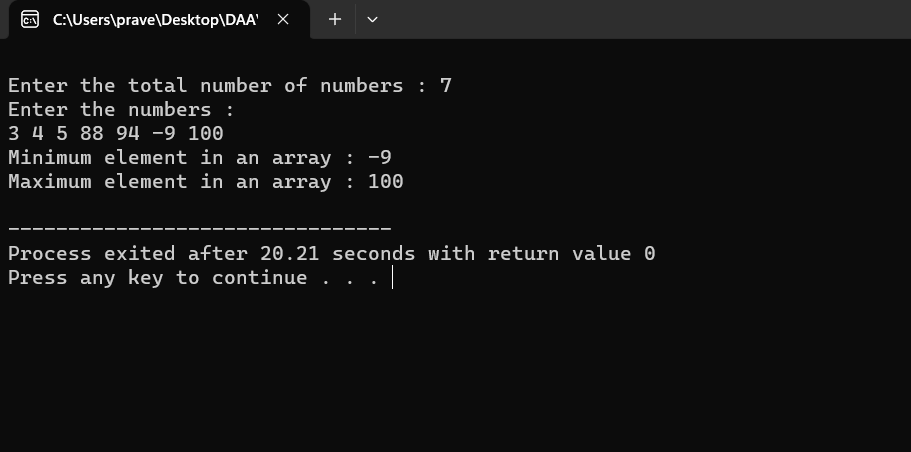 C:\Users\prave\Desktop\DAA\
Enter the total number of numbers : 7
Enter the numbers :
3 4 5 88 94 -9 100
Minimum element in an array : -9
Maximum element in an array : 100
--------------------------------
Process exited after 20.21 seconds with return value 0
Press any key to continue . . .